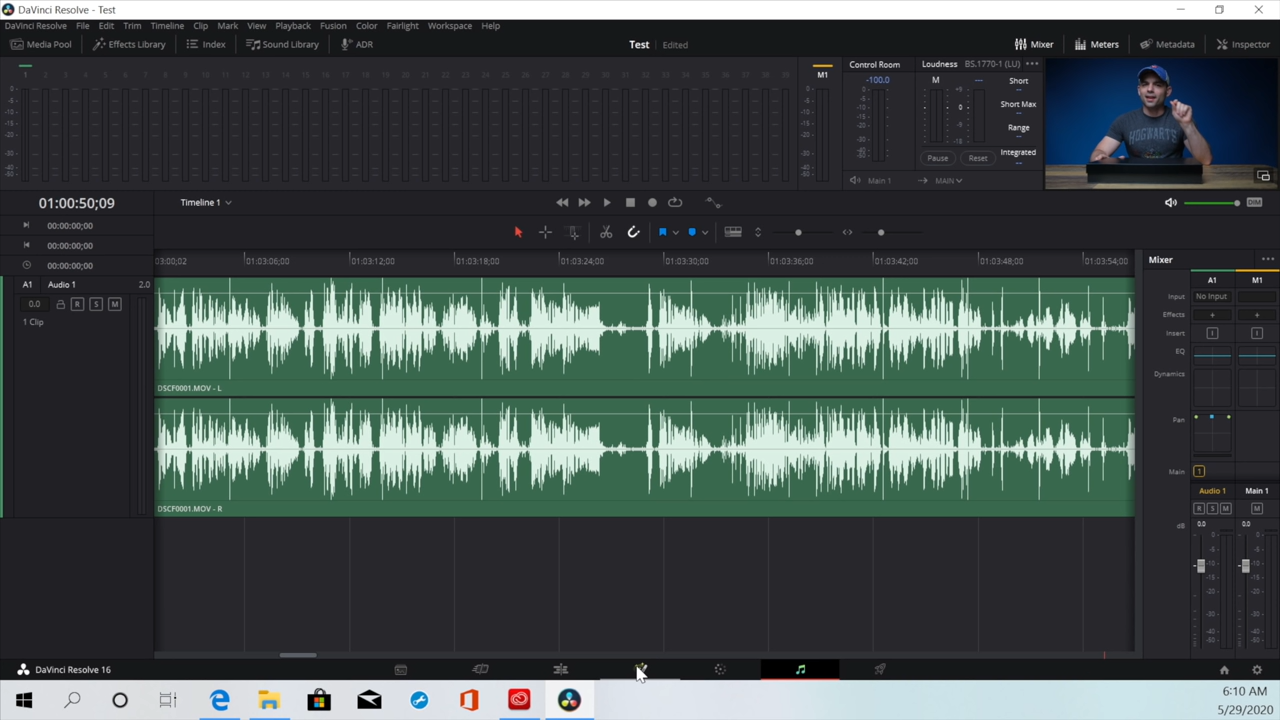 DaVinci Resolve - Test
DaVinci Resolve File Edit Trim Timeline Clip Mark View Playback Fusion Color Fairlight Workspace Help
Media Pool Effects Library Index Sound Library ADR Test Edited Mixer Meters Metadata Inspector
M1 Control Room Loudness BS.1770-1 (LU)
-100.0 M Short
Short Max
Range
Integrated
Pause Reset
Main 1 MAIN
HOGWARTS
01:00:50;09 Timeline 1 DIM
00:00:00;00
00:00:00;00
00:00:00;00
03:00;02 01:03:06;00 01:03:12;00 01:03:18;00 01:03:24;00 01:03:30;00 01:03:36;00 01:03:42;00 01:03:48;00 01:03:54;00
A1 Audio 1 2.0
0.0 R S M
1 Clip
DSCF0001.MOV - L
DSCF0001.MOV - R
Mixer
A1 M1
Input No Input
Effects
Insert
EQ
Dynamics
Pan
Main 1
Audio 1 Main 1
R S M M
dB 0.0 0.0
DaVinci Resolve 16
6:10 AM
5/29/2020